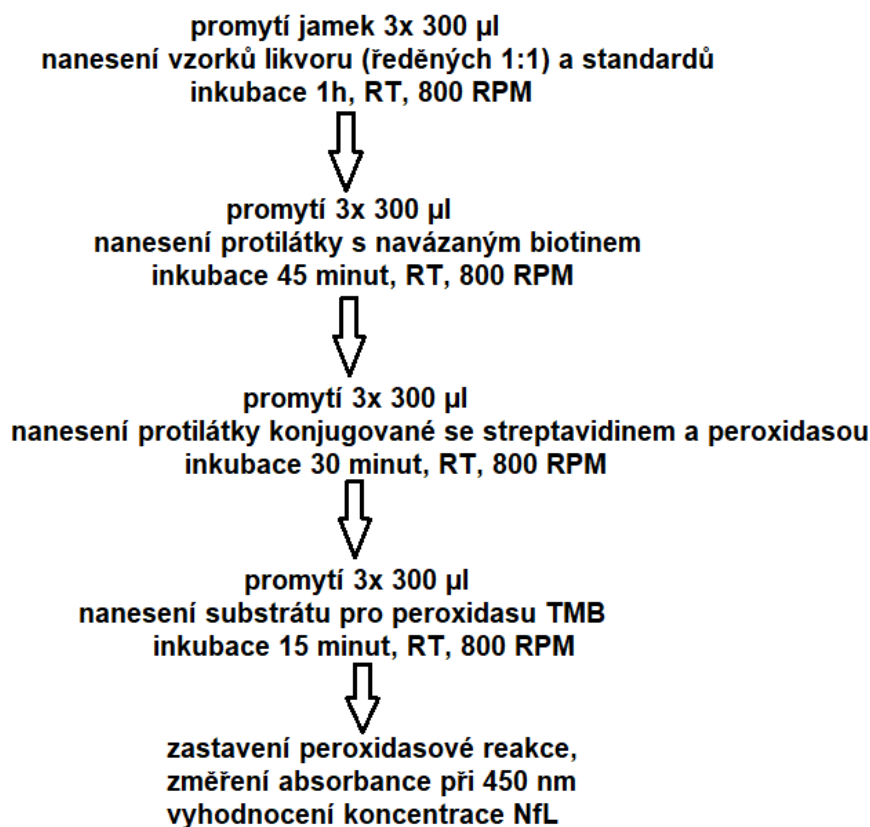 promytí jamek 3x 300 µl
nanesení vzorků likvoru (ředěných 1:1) a standardů
inkubace 1h, RT, 800 RPM
promytí 3x 300 µl
nanesení protilátky s navázaným biotinem
inkubace 45 minut, RT, 800 RPM
promytí 3x 300 µl
nanesení protilátky konjugované se streptavidinem a peroxidasou
inkubace 30 minut, RT, 800 RPM
promytí 3x 300 µl
nanesení substrátu pro peroxidasu TMB
inkubace 15 minut, RT, 800 RPM
zastavení peroxidasové reakce,
změření absorbance při 450 nm
vyhodnocení koncentrace NfL